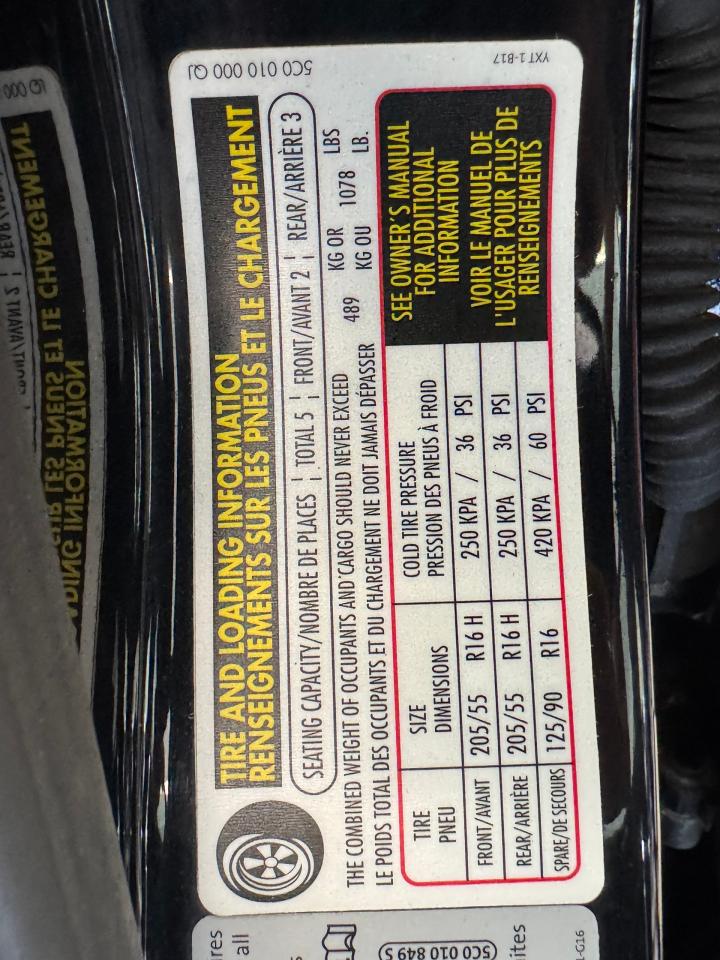 5C0 010 000 QJ
YXT1-B17
TIRE AND LOADING INFORMATION
RENSEIGNEMENTS SUR LES PNEUS ET LE CHARGEMENT
SEATING CAPACITY/NOMBRE DE PLACES ¦ TOTAL 5 ¦ FRONT/AVANT 2 ¦ REAR/ARRIÈRE 3
THE COMBINED WEIGHT OF OCCUPANTS AND CARGO SHOULD NEVER EXCEED 489 KG OR 1078 LBS
LE POIDS TOTAL DES OCCUPANTS ET DU CHARGEMENT NE DOIT JAMAIS DÉPASSER KG OU LB.
TIRE SIZE COLD TIRE PRESSURE
PNEU DIMENSIONS PRESSION DES PNEUS À FROID
FRONT/AVANT 205/55 R16 H 250 KPA / 36 PSI
REAR/ARRIÈRE 205/55 R16 H 250 KPA / 36 PSI
SPARE/DE SECOURS 125/90 R16 420 KPA / 60 PSI
SEE OWNER'S MANUAL
FOR ADDITIONAL
INFORMATION
VOIR LE MANUEL DE
L'USAGER POUR PLUS DE
RENSEIGNEMENTS
ires
all
5C0 010 849 S
ites
1-G16